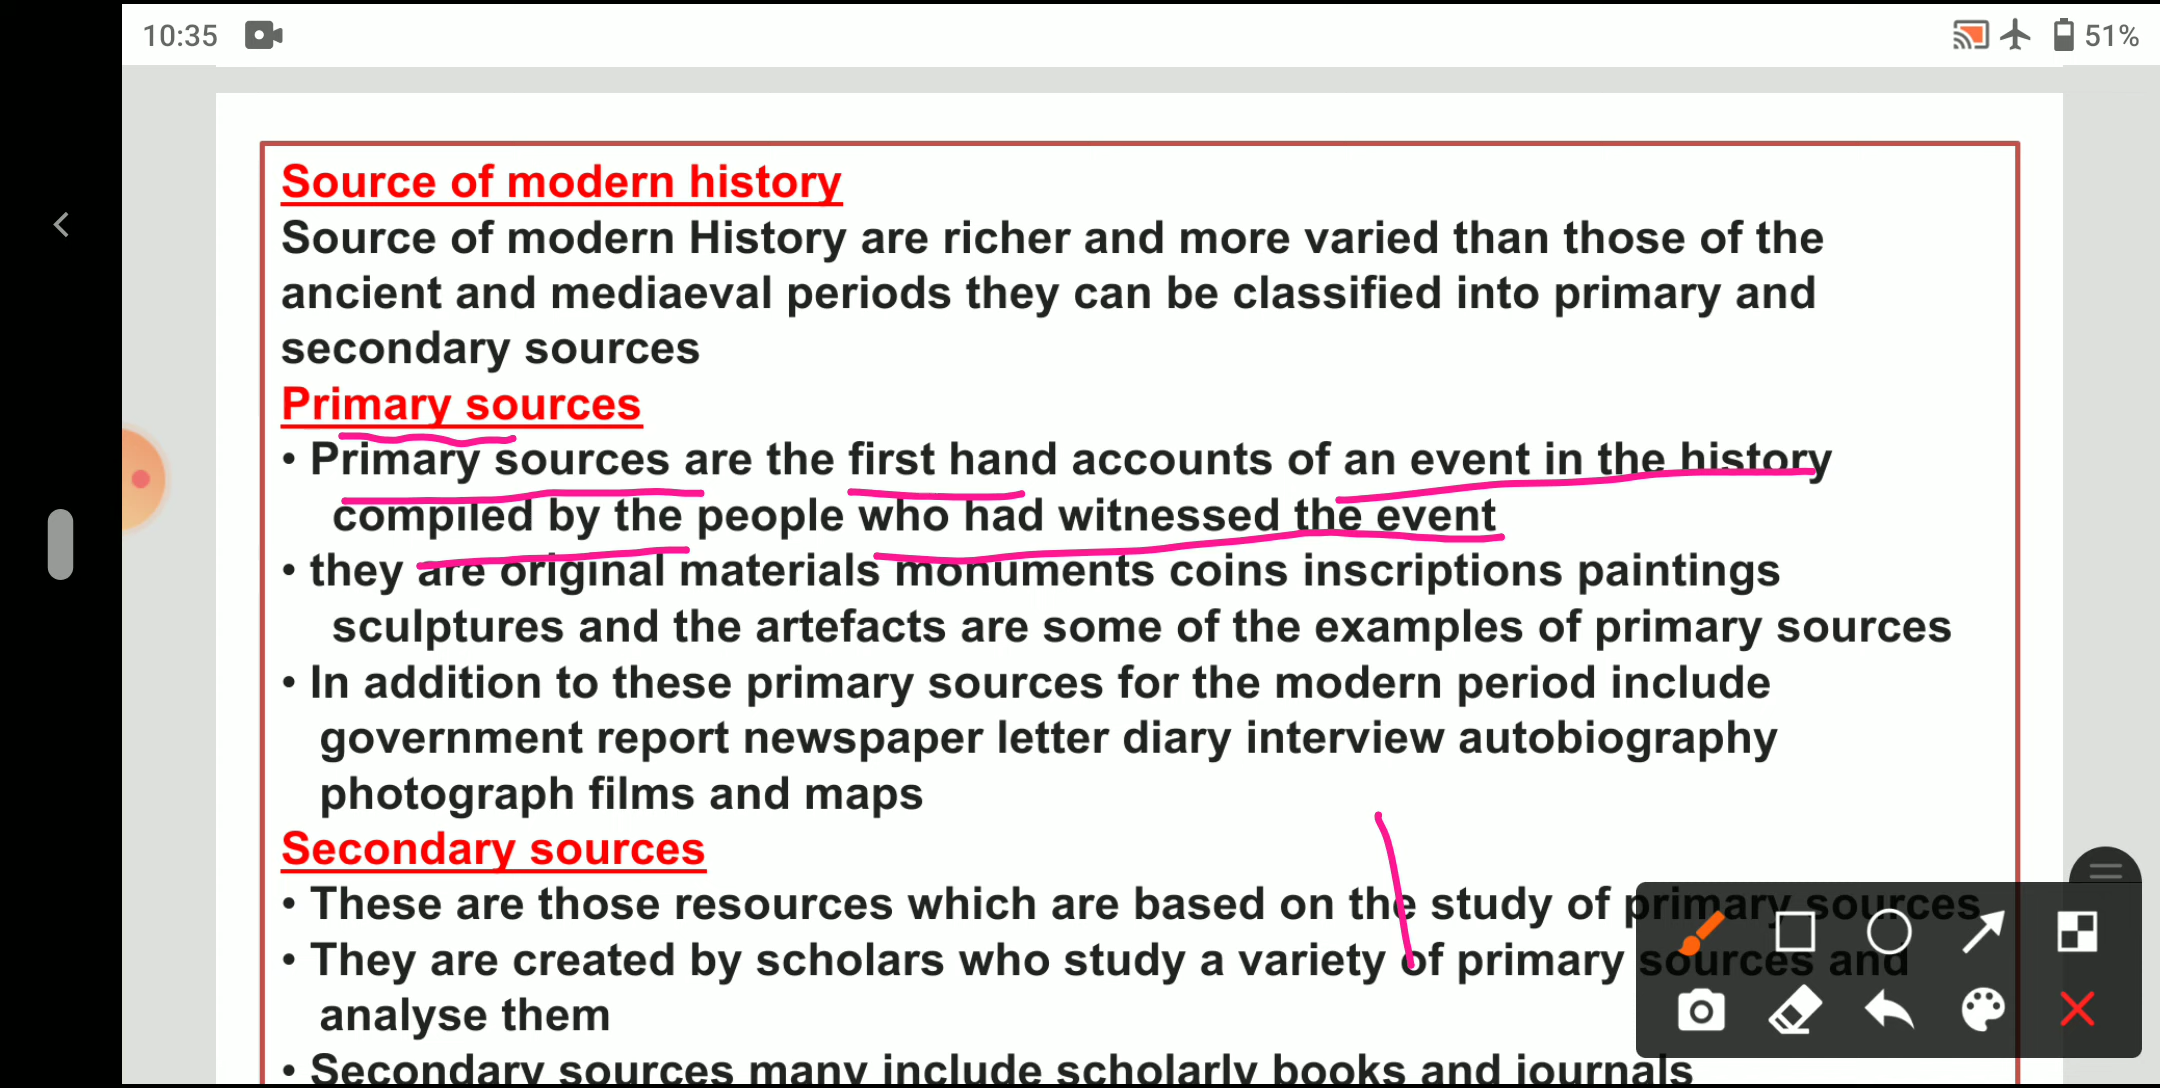 10:35
51%
Source of modern history
Source of modern History are richer and more varied than those of the
ancient and mediaeval periods they can be classified into primary and
secondary sources
Primary sources
• Primary sources are the first hand accounts of an event in the history
compiled by the people who had witnessed the event
• they are original materials monuments coins inscriptions paintings
sculptures and the artefacts are some of the examples of primary sources
• In addition to these primary sources for the modern period include
government report newspaper letter diary interview autobiography
photograph films and maps
Secondary sources
• These are those resources which are based on the study of primary sources
• They are created by scholars who study a variety of primary sources and
analyse them
• Secondary sources many include scholarly books and journals